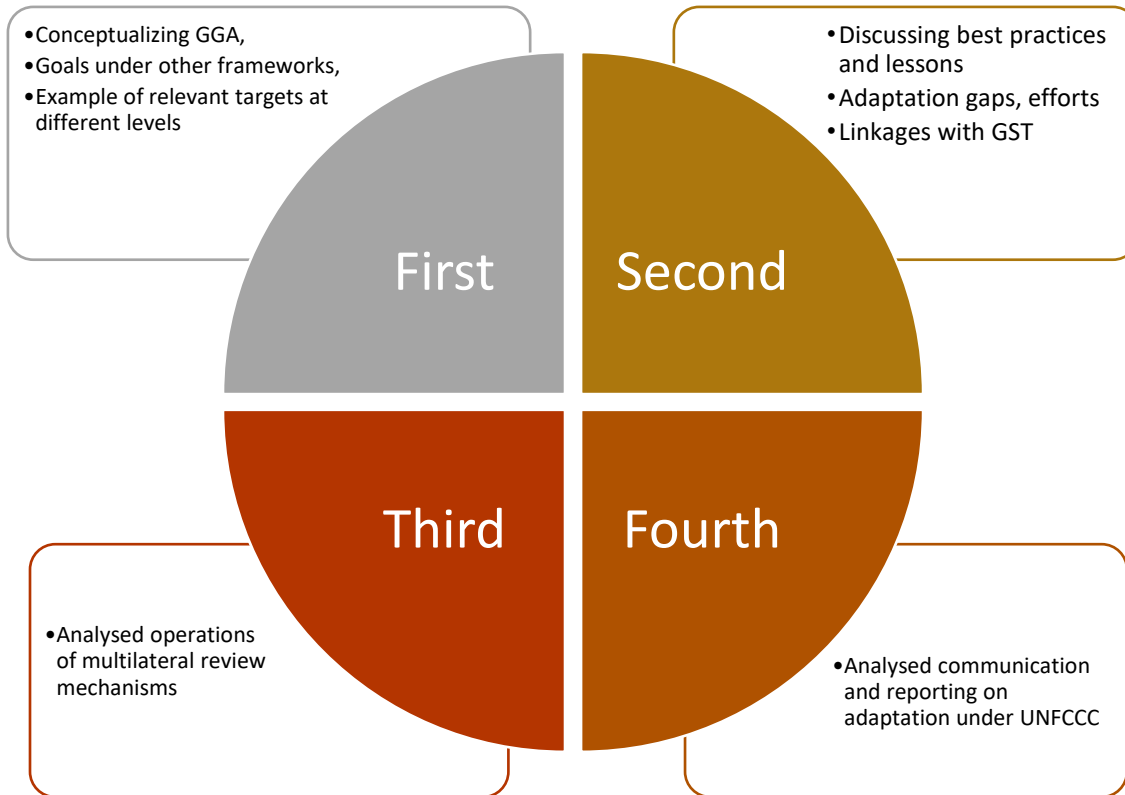 •Conceptualizing GGA,
•Goals under other frameworks,
•Example of relevant targets at
different levels
•Discussing best practices
and lessons
•Adaptation gaps, efforts
•Linkages with GST
First
Second
Third
Fourth
•Analysed operations
of multilateral review
mechanisms
•Analysed communication
and reporting on
adaptation under UNFCCC